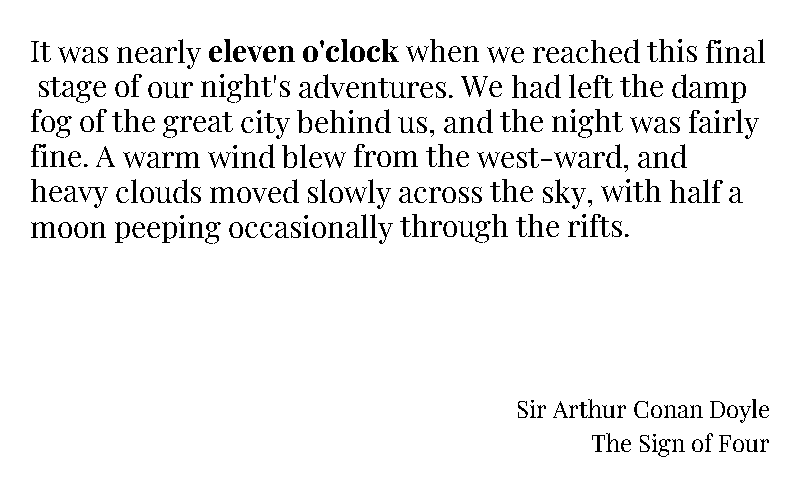 It was nearly eleven o'clock when we reached this final
stage of our night's adventures. We had left the damp
fog of the great city behind us, and the night was fairly
fine. A warm wind blew from the west-ward, and
heavy clouds moved slowly across the sky, with half a
moon peeping occasionally through the rifts.
Sir Arthur Conan Doyle
The Sign of Four